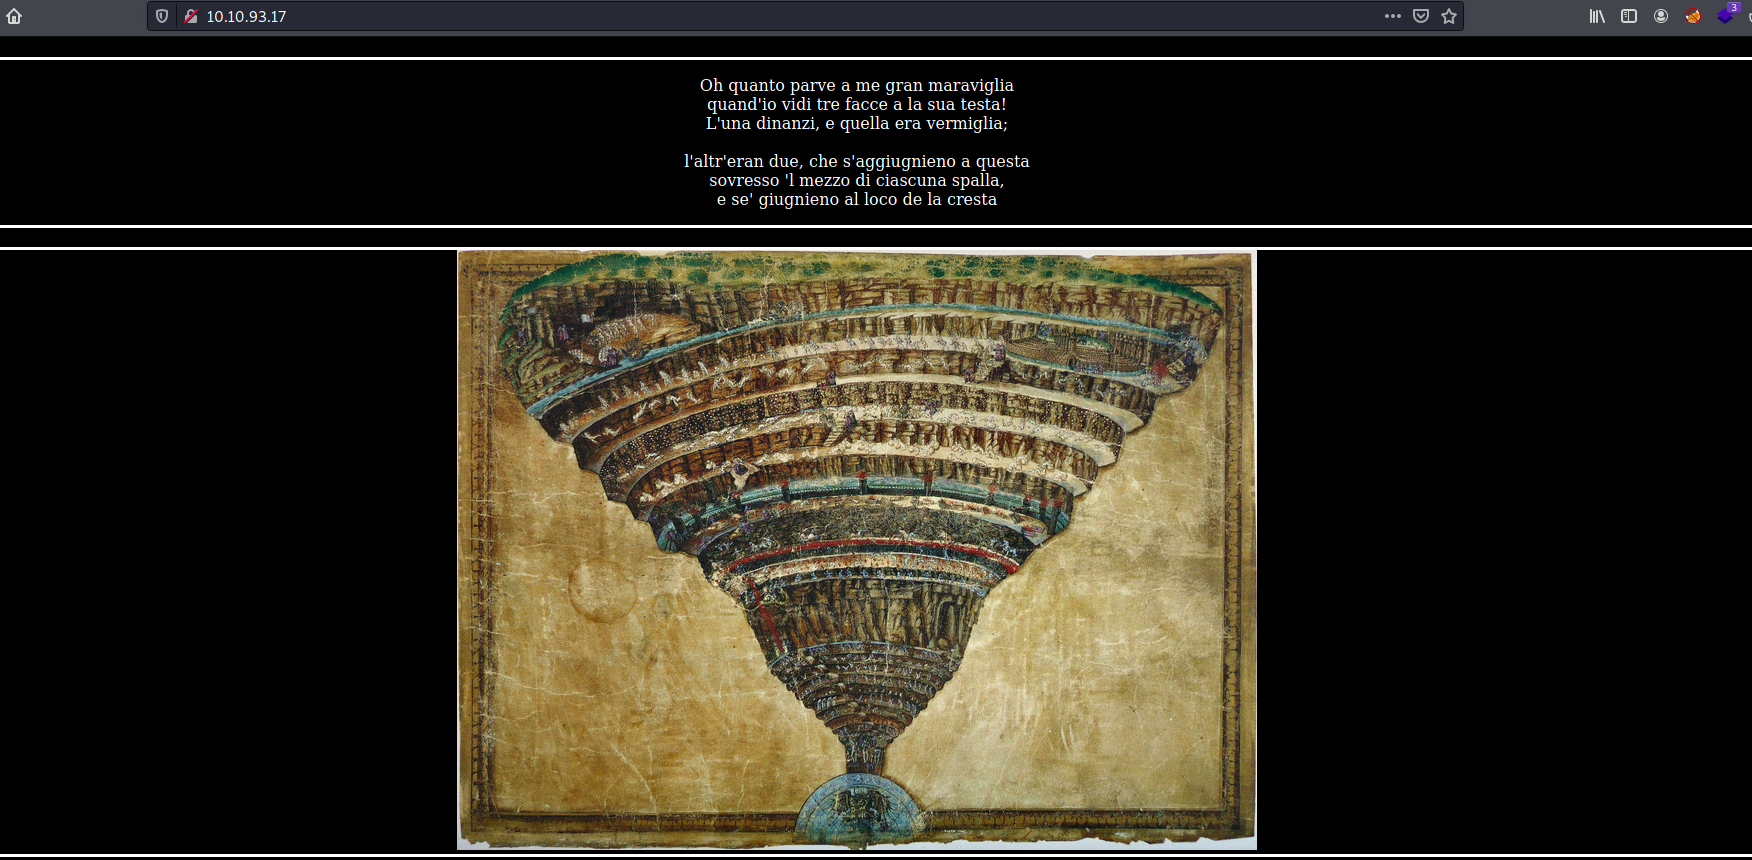 10.10.93.17
3
Oh quanto parve a me gran maraviglia
quand'io vidi tre facce a la sua testa!
L'una dinanzi, e quella era vermiglia;
l'altr'eran due, che s'aggiugnieno a questa
sovresso 'l mezzo di ciascuna spalla,
e se' giugnieno al loco de la cresta